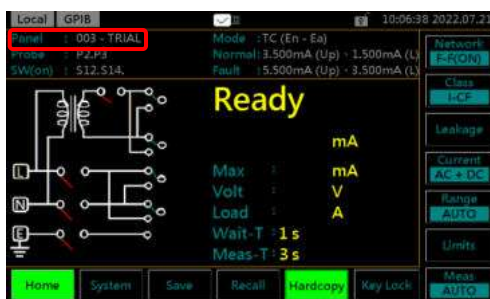 Local GPIB 10:06:38 2022.07.21
Panel : 003 - TRIAL Mode :TC (En - Ea)
Probe : P2.P3 Normal: 3.500mA (Up) - 1.500mA (L)
SW(on) : S12.S14. Fault :5.500mA (Up) - 3.500mA (L)
Network
F-F(ON)
Class
I-CF
Ready
Leakage
mA
Current
AC + DC
L Max : mA
Volt : V
Range
AUTO
N Load : A
E Wait-T : 1 s
Limits
Meas-T : 3 s
Meas
AUTO
Home System Save Recall Hardcopy Key Lock